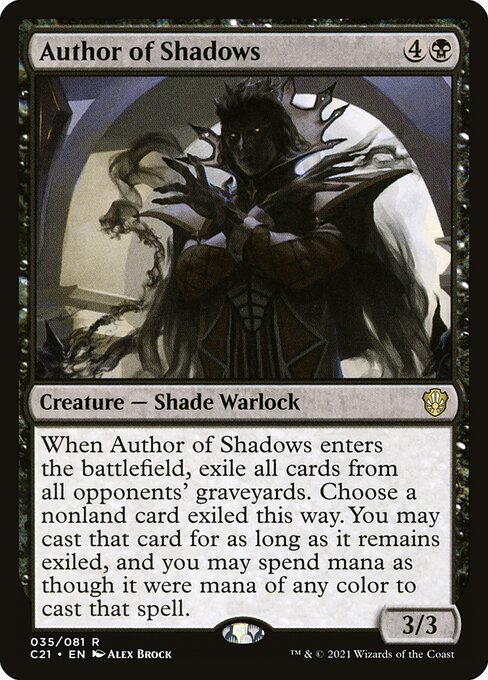 Author of Shadows 4
Creature — Shade Warlock
When Author of Shadows enters
the battlefield, exile all cards from
all opponents' graveyards. Choose a
nonland card exiled this way. You may
cast that card for as long as it remains
exiled, and you may spend mana as
though it were mana of any color to
cast that spell.
3/3
035/081 R
C21 • EN Alex Brock ™ & © 2021 Wizards of the Coast